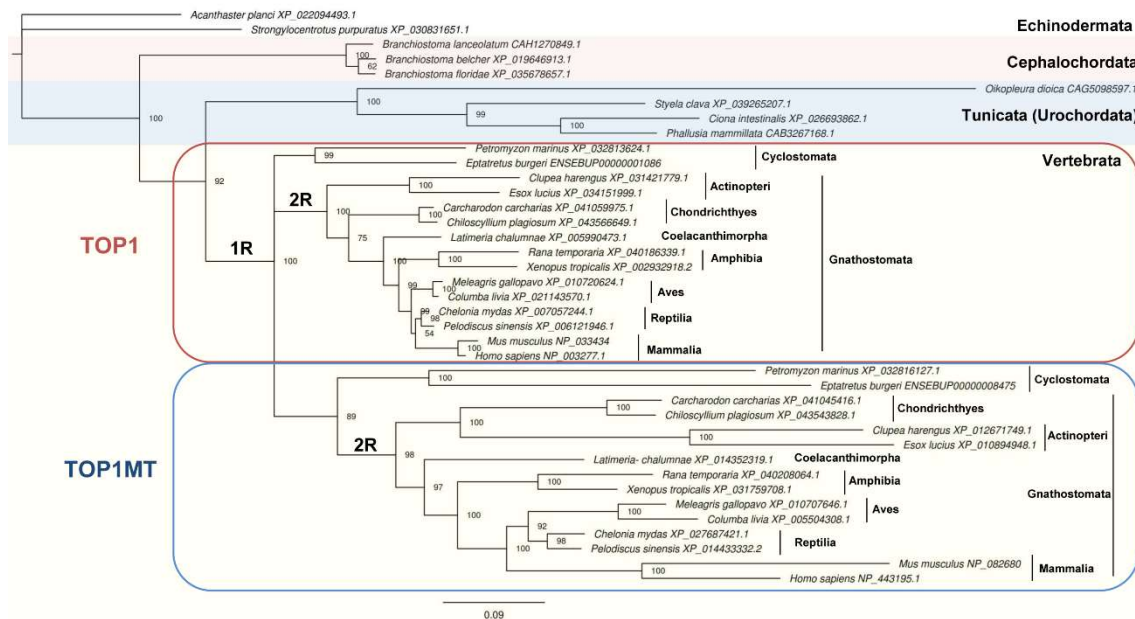 Acanthaster planci XP_022094493.1
Strongylocentrotus purpuratus XP_030831651.1
Echinodermata
Branchiostoma lanceolatum CAH1270849.1
100
Branchiostoma belcher XP_019646913.1
Cephalochordata
62
Branchiostoma floridae XP_035678657.1
Oikopleura dioica CAG5098597.1
100
Styela clava XP_039265207.1
99
Ciona intestinalis XP_026693862.1
Tunicata (Urochordata)
100
100
Phallusia mammillata CAB3267168.1
Petromyzon marinus XP_032813624.1
99
Cyclostomata
Vertebrata
Eptatretus burgeri ENSEBUP00000001086
92
Clupea harengus XP_031421779.1
100
Actinopteri
Esox lucius XP_034151999.1
2R
Carcharodon carcharias XP_041059975.1
100
100
Chondrichthyes
Chiloscyllium plagiosum XP_043566649.1
75
Latimeria chalumnae XP_005990473.1
Coelacanthimorpha
TOP1
1R
Rana temporaria XP_040186339.1
100
100
Amphibia
Gnathostomata
100
Xenopus tropicalis XP_002932918.2
99
Meleagris gallopavo XP_010720624.1
100
Aves
Columba livia XP_021143570.1
99
Chelonia mydas XP_007057244.1
98
Reptilia
54
Pelodiscus sinensis XP_006121946.1
Mus musculus NP_033434
100
Mammalia
Homo sapiens NP_003277.1
Petromyzon marinus XP_032816127.1
100
Cyclostomata
Eptatretus burgeri ENSEBUP00000008475
89
Carcharodon carcharias XP_041045416.1
100
Chondrichthyes
Chiloscyllium plagiosum XP_043543828.1
100
Clupea harengus XP_012671749.1
100
Actinopteri
2R
Esox lucius XP_010894948.1
98
Latimeria- chalumnae XP_014352319.1
Coelacanthimorpha
TOP1MT
97
Rana temporaria XP_040208064.1
100
Amphibia
Xenopus tropicalis XP_031759708.1
Gnathostomata
100
Meleagris gallopavo XP_010707646.1
100
Aves
Columba livia XP_005504308.1
92
Chelonia mydas XP_027687421.1
98
Reptilia
100
Pelodiscus sinensis XP_014433332.2
Mus musculus NP_082680
100
Mammalia
Homo sapiens NP_443195.1
0.09